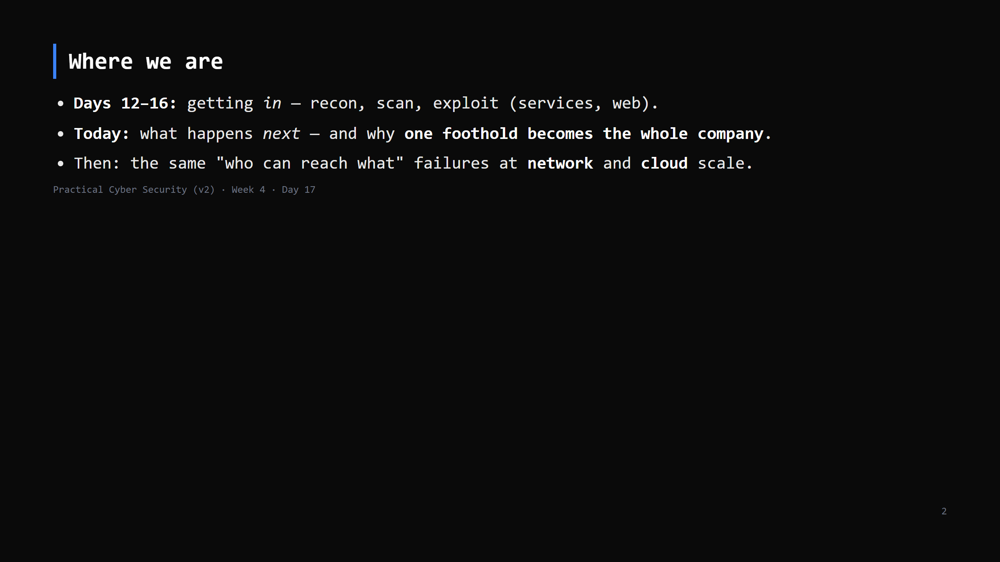 Where we are
• Days 12–16: getting in — recon, scan, exploit (services, web).
• Today: what happens next — and why one foothold becomes the whole company.
• Then: the same "who can reach what" failures at network and cloud scale.
Practical Cyber Security (v2) · Week 4 · Day 17
2